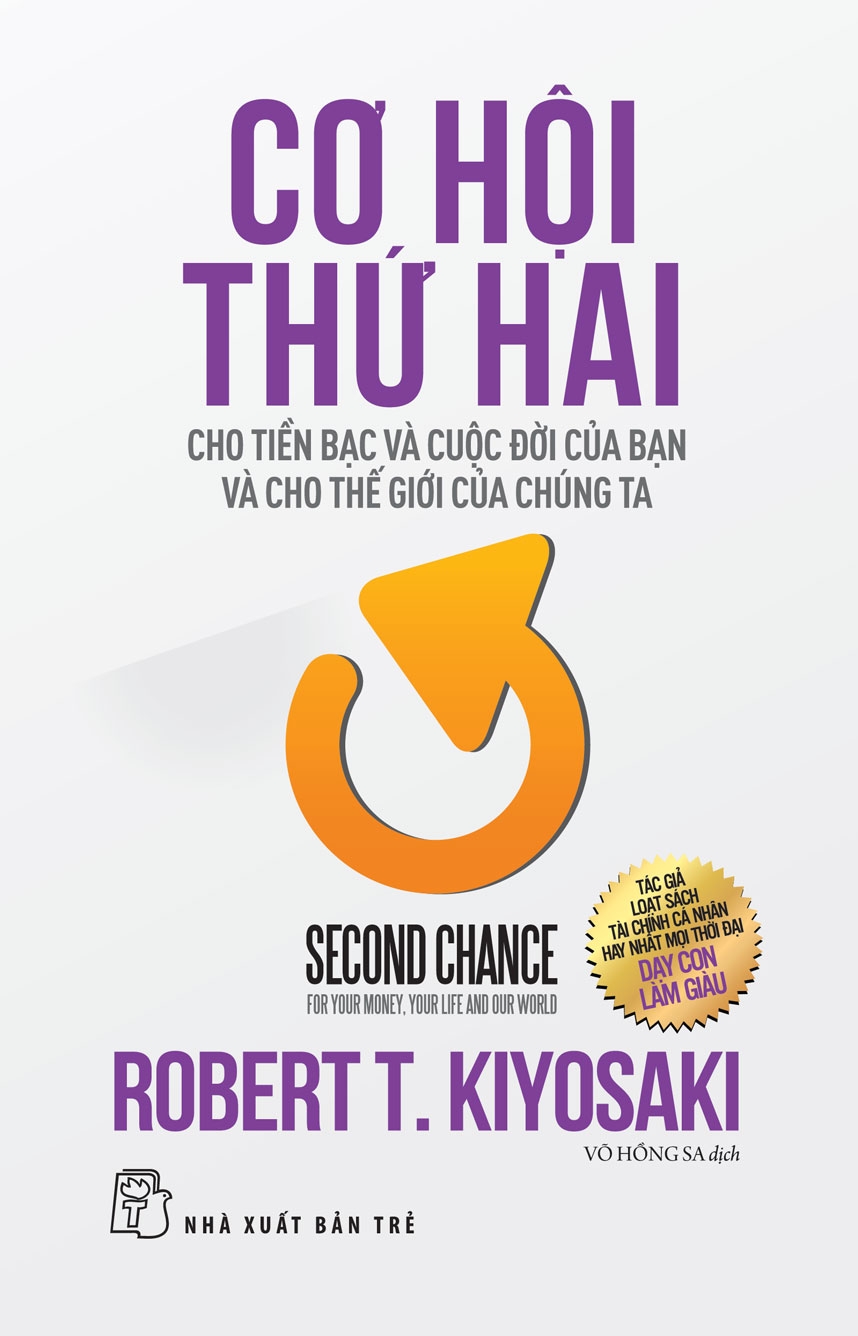 CƠ HỘI
THỨ HAI
CHO TIỀN BẠC VÀ CUỘC ĐỜI CỦA BẠN
VÀ CHO THẾ GIỚI CỦA CHÚNG TA
TÁC GIẢ
LOẠT SÁCH
TÀI CHÍNH CÁ NHÂN
HAY NHẤT MỌI THỜI ĐẠI
DẠY CON
LÀM GIÀU
SECOND CHANCE
FOR YOUR MONEY, YOUR LIFE AND OUR WORLD
ROBERT T. KIYOSAKI
VÕ HỒNG SA dịch
T
NHÀ XUẤT BẢN TRẺ